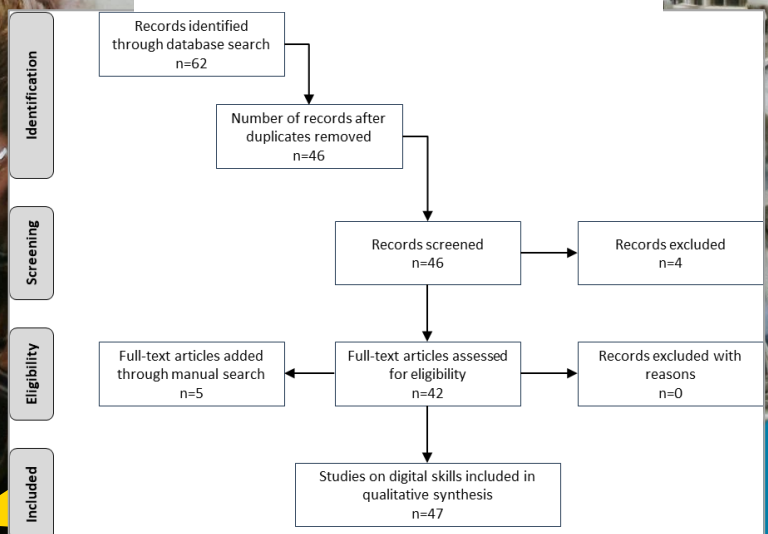 Identification
Records identified
through database search
n=62
Number of records after
duplicates removed
n=46
Screening
Records screened
n=46
Records excluded
n=4
Eligibility
Full-text articles added
through manual search
n=5
Full-text articles assessed
for eligibility
n=42
Records excluded with
reasons
n=0
Included
Studies on digital skills included in
qualitative synthesis
n=47